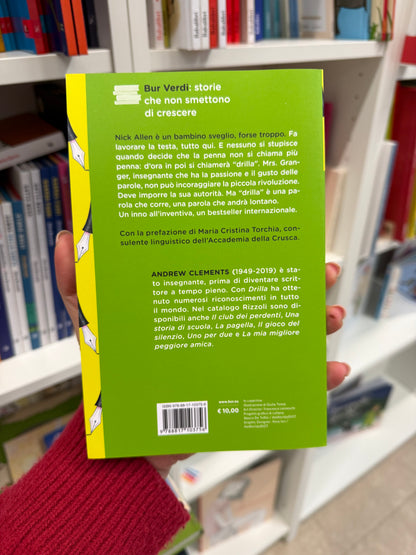 Bur Verdi: storie
che non smettono
di crescere
Nick Allen è un bambino sveglio, forse troppo. Fa
lavorare la testa, tutto qui. E nessuno si stupisce
quando decide che la penna non si chiama più
penna: d'ora in poi si chiamerà "drilla". Mrs. Gran-
ger, insegnante che ha la passione e il gusto delle
parole, non può incoraggiare la piccola rivoluzione.
Deve imporre la sua autorità. Ma "drilla" è una pa-
rola che corre, una parola che andrà lontano.
Un inno all'inventiva, un bestseller internazionale.
Con la prefazione di Maria Cristina Torchia, con-
sulente linguistico dell'Accademia della Crusca.
ANDREW CLEMENTS (1949-2019) è sta-
to insegnante, prima di diventare scrit-
tore a tempo pieno. Con Drilla ha otte-
nuto numerosi riconoscimenti in tutto
il mondo. Nel catalogo Rizzoli sono di-
sponibili anche Il club dei perdenti, Una
storia di scuola, La pagella, Il gioco del
silenzio, Uno per due e La mia migliore
peggiore amica.
€ 10,00
www.bur.eu